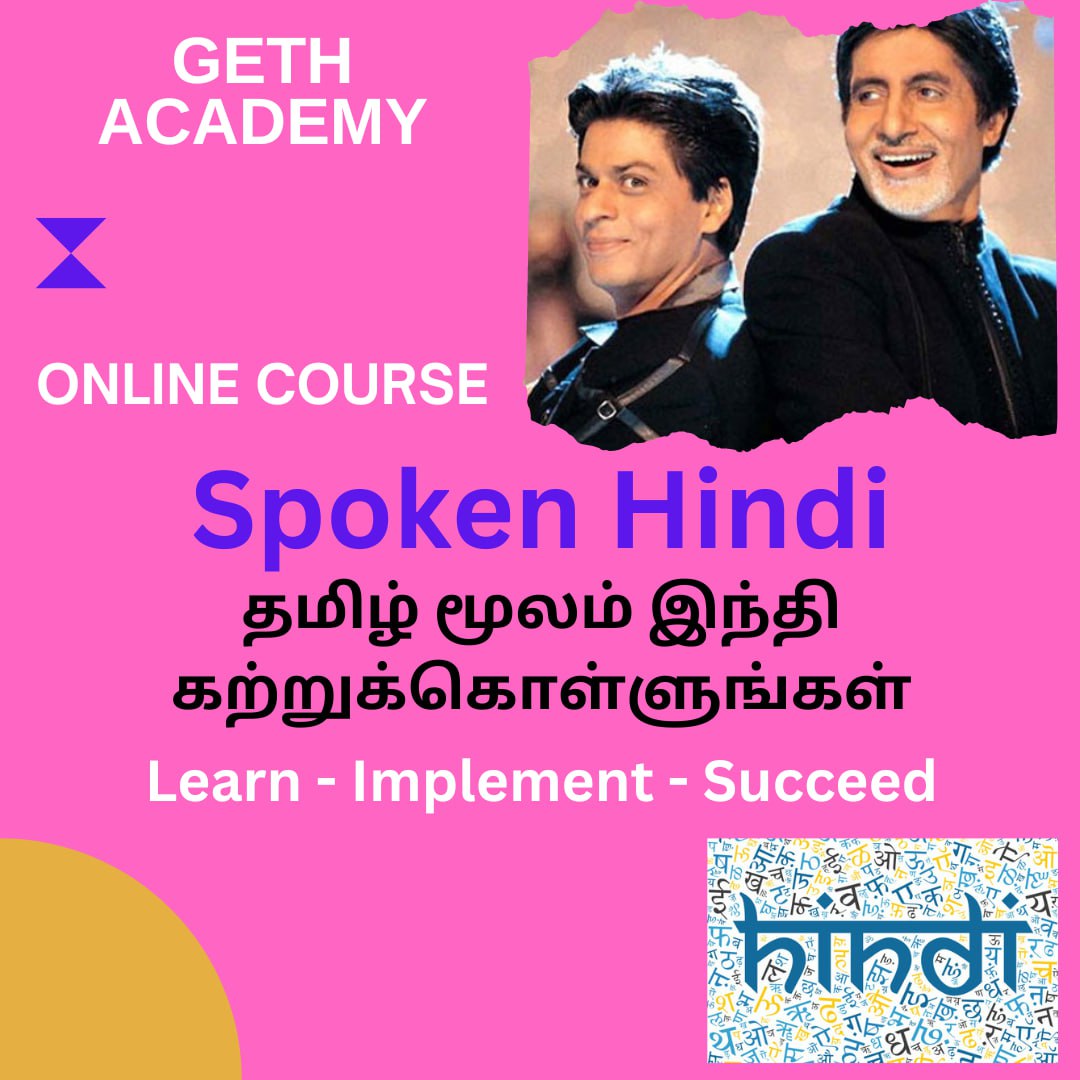 GETH
ACADEMY
ONLINE COURSE
Spoken Hindi
தமிழ் மூலம் இந்தி
கற்றுக்கொள்ளுங்கள்
Learn - Implement - Succeed
hindi